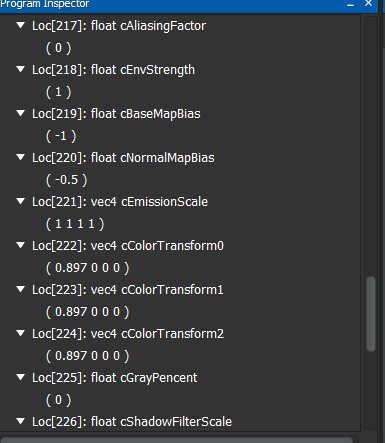 Program Inspector
Loc[217]: float cAliasingFactor
( 0 )
Loc[218]: float cEnvStrength
( 1 )
Loc[219]: float cBaseMapBias
( -1 )
Loc[220]: float cNormalMapBias
( -0.5 )
Loc[221]: vec4 cEmissionScale
( 1 1 1 1 )
Loc[222]: vec4 cColorTransform0
( 0.897 0 0 0 )
Loc[223]: vec4 cColorTransform1
( 0.897 0 0 0 )
Loc[224]: vec4 cColorTransform2
( 0.897 0 0 0 )
Loc[225]: float cGrayPencent
( 0 )
Loc[226]: float cShadowFilterScale